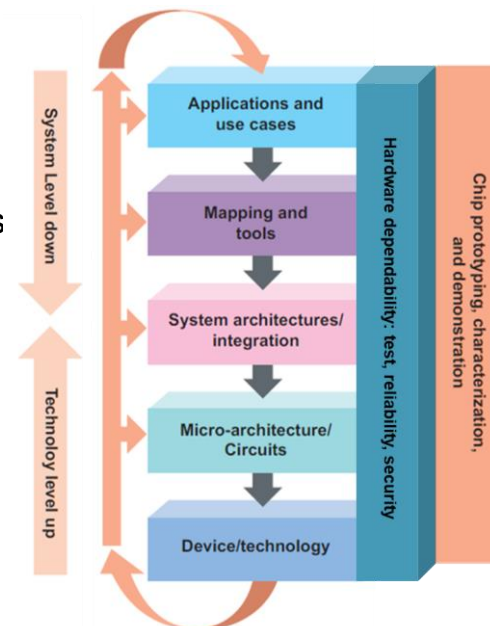 System Level down
Technoloy level up
Applications and
use cases
Mapping and
tools
System architectures/
integration
Micro-architecture/
Circuits
Device/technology
Hardware dependability: test, reliability, security
Chip prototyping, characterization,
and demonstration